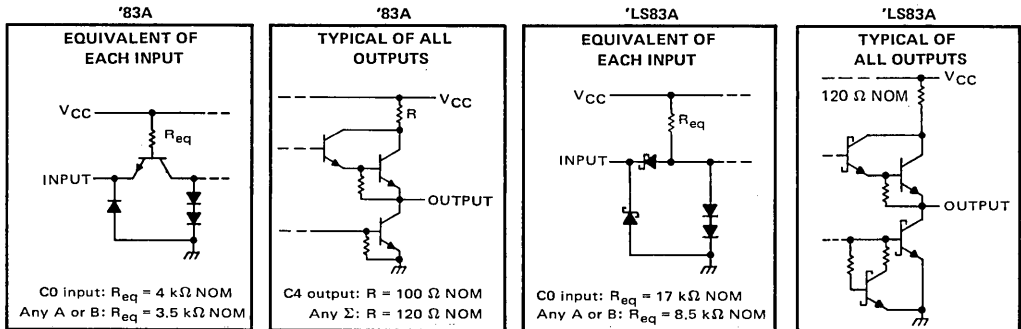 '83A
EQUIVALENT OF
EACH INPUT
VCC
Req
INPUT
C0 input: Req = 4 kΩ NOM
Any A or B: Req = 3.5 kΩ NOM
'83A
TYPICAL OF ALL
OUTPUTS
VCC
R
OUTPUT
C4 output: R = 100 Ω NOM
Any Σ: R = 120 Ω NOM
'LS83A
EQUIVALENT OF
EACH INPUT
VCC
Req
INPUT
C0 input: Req = 17 kΩ NOM
Any A or B: Req = 8.5 kΩ NOM
'LS83A
TYPICAL OF
ALL OUTPUTS
VCC
120 Ω NOM
OUTPUT